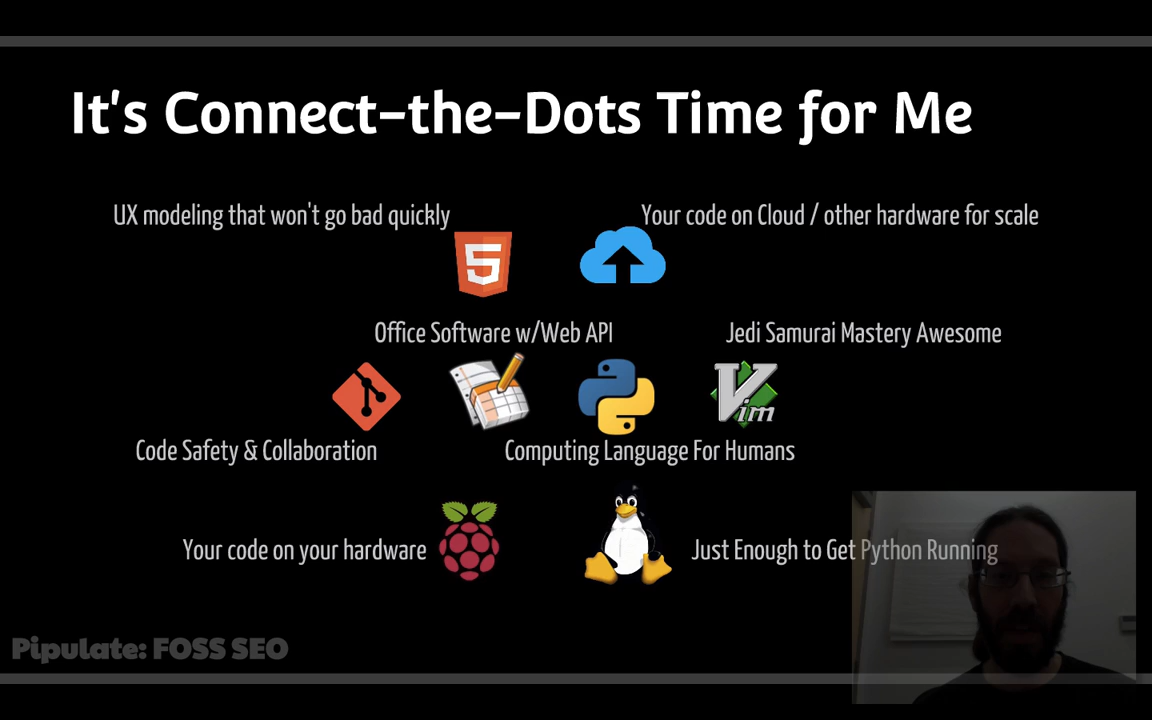 It's Connect-the-Dots Time for Me
UX modeling that won't go bad quickly
Your code on Cloud / other hardware for scale
5
Office Software w/Web API
Jedi Samurai Mastery Awesome
Vim
Code Safety & Collaboration
Computing Language For Humans
Your code on your hardware
Just Enough to Get Python Running
Pipulate: FOSS SEO